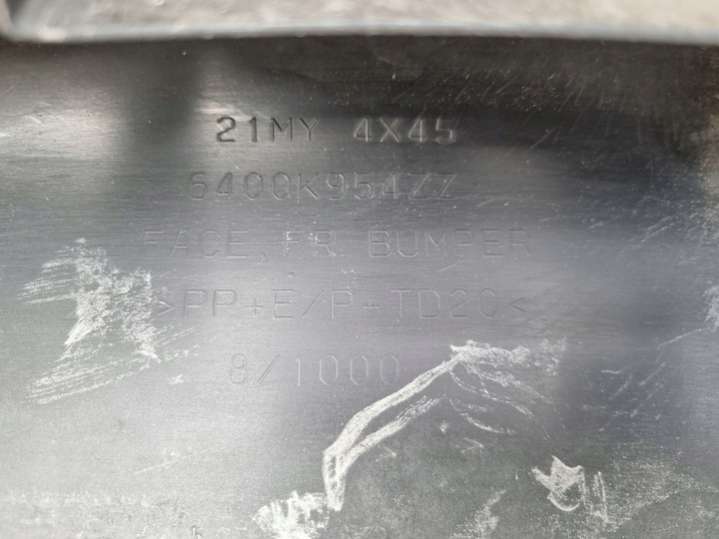 21MY 4X45
6400K954ZZ
FACE, FR BUMPER
>PP+E/P-TD20<
8/1000